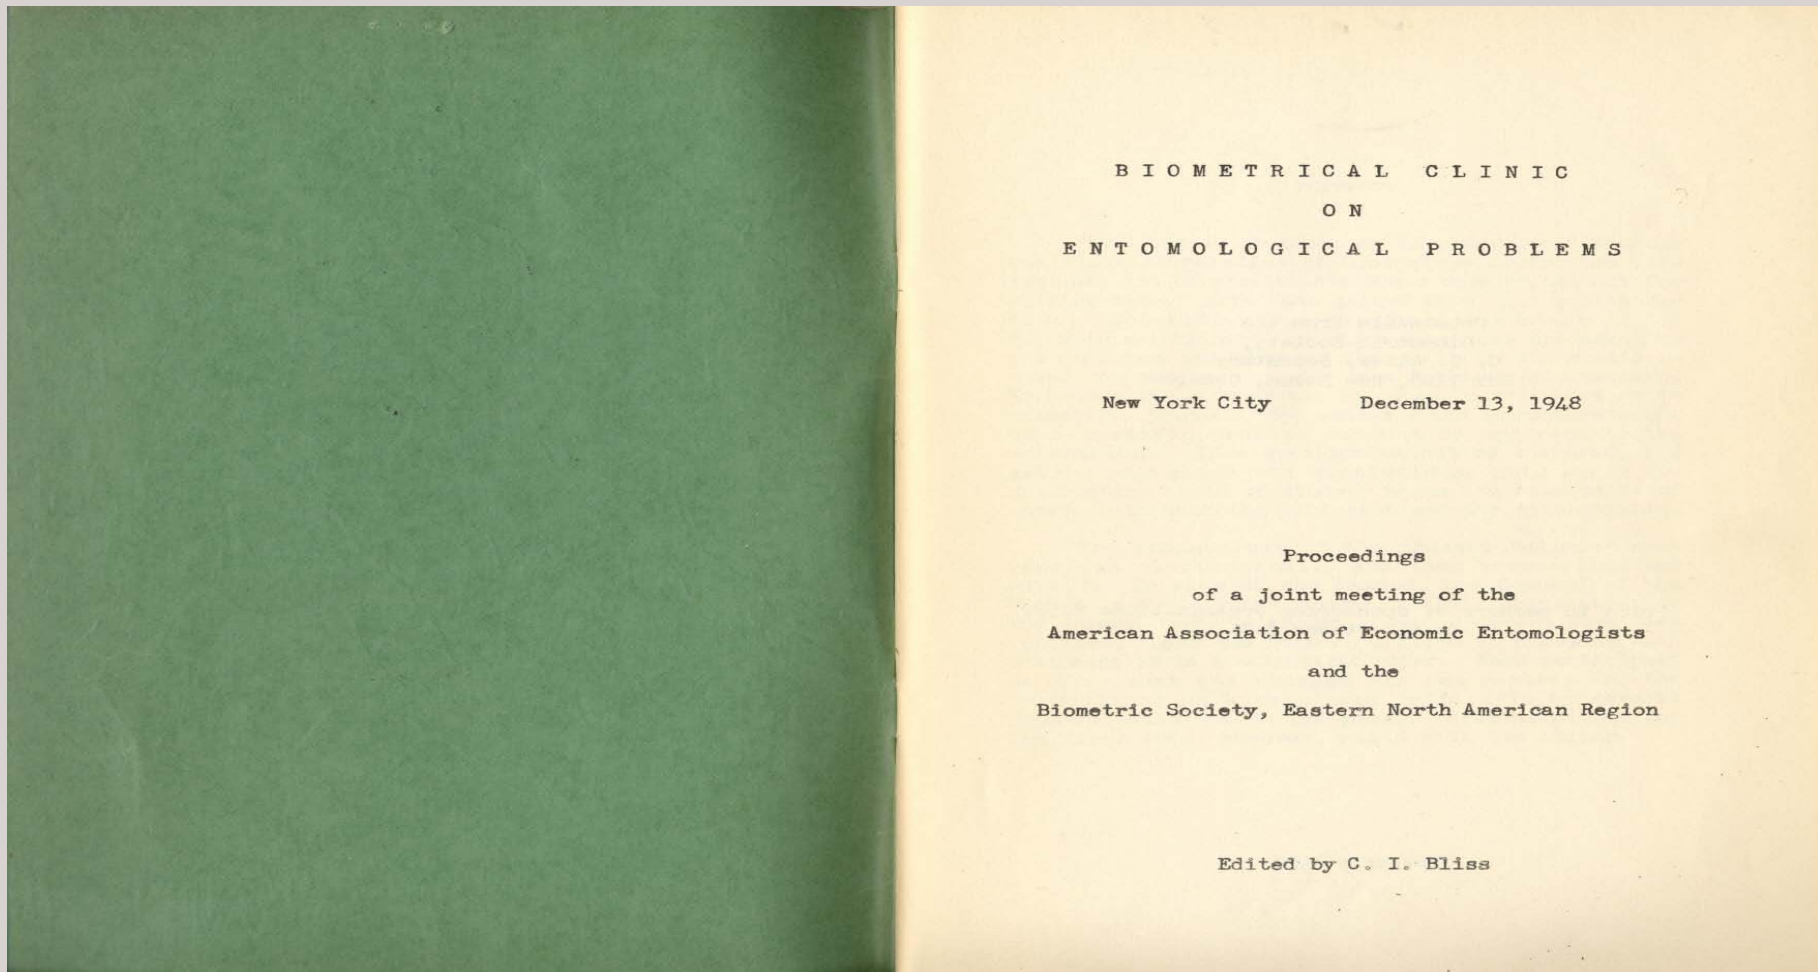 BIOMETRICAL CLINIC
ON
ENTOMOLOGICAL PROBLEMS
New York City December 13, 1948
Proceedings
of a joint meeting of the
American Association of Economic Entomologists
and the
Biometric Society, Eastern North American Region
Edited by C. I. Bliss